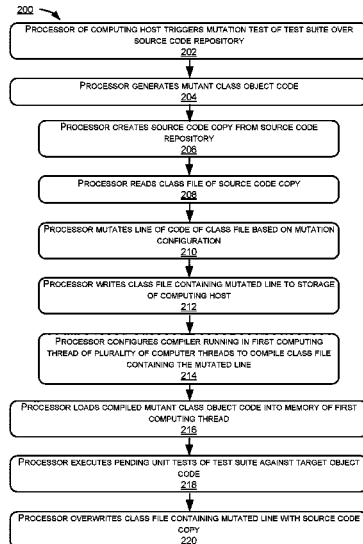 200
PROCESSOR OF COMPUTING HOST TRIGGERS MUTATION TEST OF TEST SUITE OVER
SOURCE CODE REPOSITORY
202
PROCESSOR GENERATES MUTANT CLASS OBJECT CODE
204
PROCESSOR CREATES SOURCE CODE COPY FROM SOURCE CODE
REPOSITORY
206
PROCESSOR READS CLASS FILE OF SOURCE CODE COPY
208
PROCESSOR MUTATES LINE OF CODE OF CLASS FILE BASED ON MUTATION
CONFIGURATION
210
PROCESSOR WRITES CLASS FILE CONTAINING MUTATED LINE TO STORAGE
OF COMPUTING HOST
212
PROCESSOR CONFIGURES COMPILER RUNNING IN FIRST COMPUTING
THREAD OF PLURALITY OF COMPUTER THREADS TO COMPILE CLASS FILE
CONTAINING THE MUTATED LINE
214
PROCESSOR LOADS COMPILED MUTANT CLASS OBJECT CODE INTO MEMORY OF FIRST
COMPUTING THREAD
216
PROCESSOR EXECUTES PENDING UNIT TESTS OF TEST SUITE AGAINST TARGET OBJECT
CODE
218
PROCESSOR OVERWRITES CLASS FILE CONTAINING MUTATED LINE WITH SOURCE CODE
COPY
220